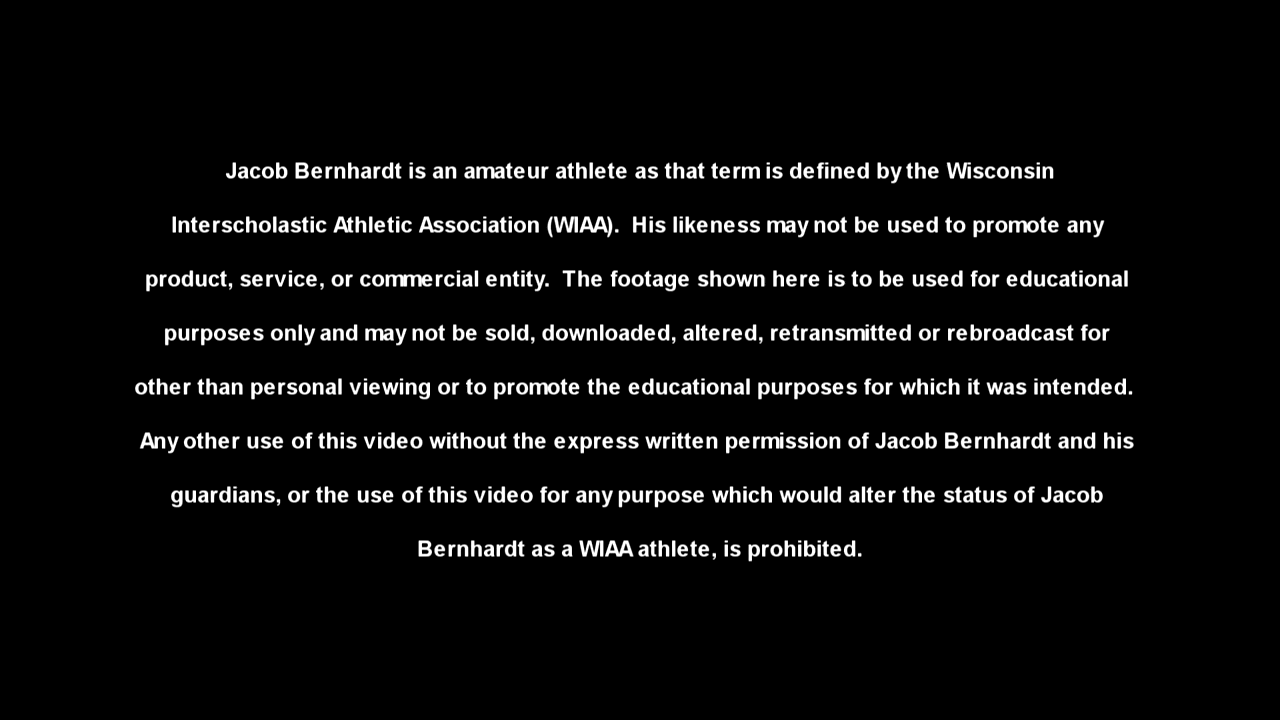 Jacob Bernhardt is an amateur athlete as that term is defined by the Wisconsin
Interscholastic Athletic Association (WIAA).  His likeness may not be used to promote any
product, service, or commercial entity.  The footage shown here is to be used for educational
purposes only and may not be sold, downloaded, altered, retransmitted or rebroadcast for
other than personal viewing or to promote the educational purposes for which it was intended.
Any other use of this video without the express written permission of Jacob Bernhardt and his
guardians, or the use of this video for any purpose which would alter the status of Jacob
Bernhardt as a WIAA athlete, is prohibited.